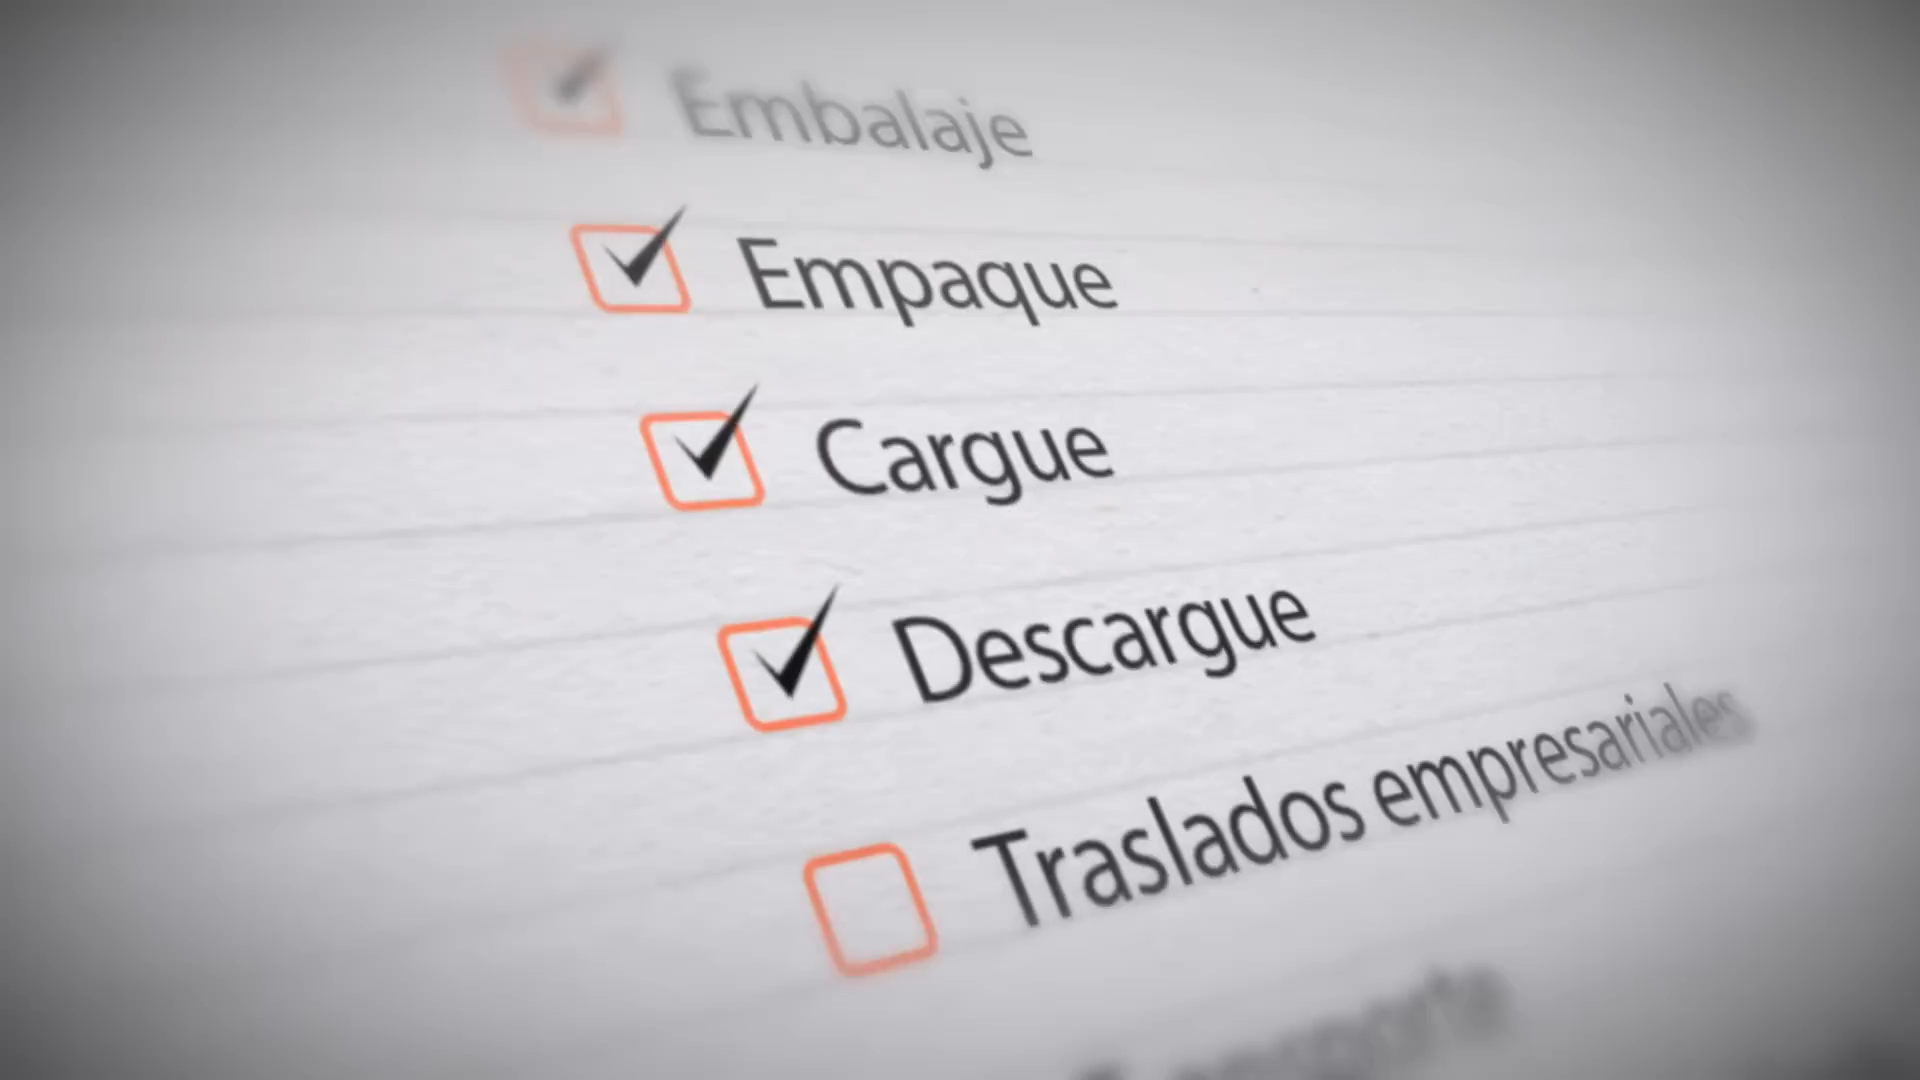 Embalaje
Empaque
Cargue
Descargue
Traslados empresariales